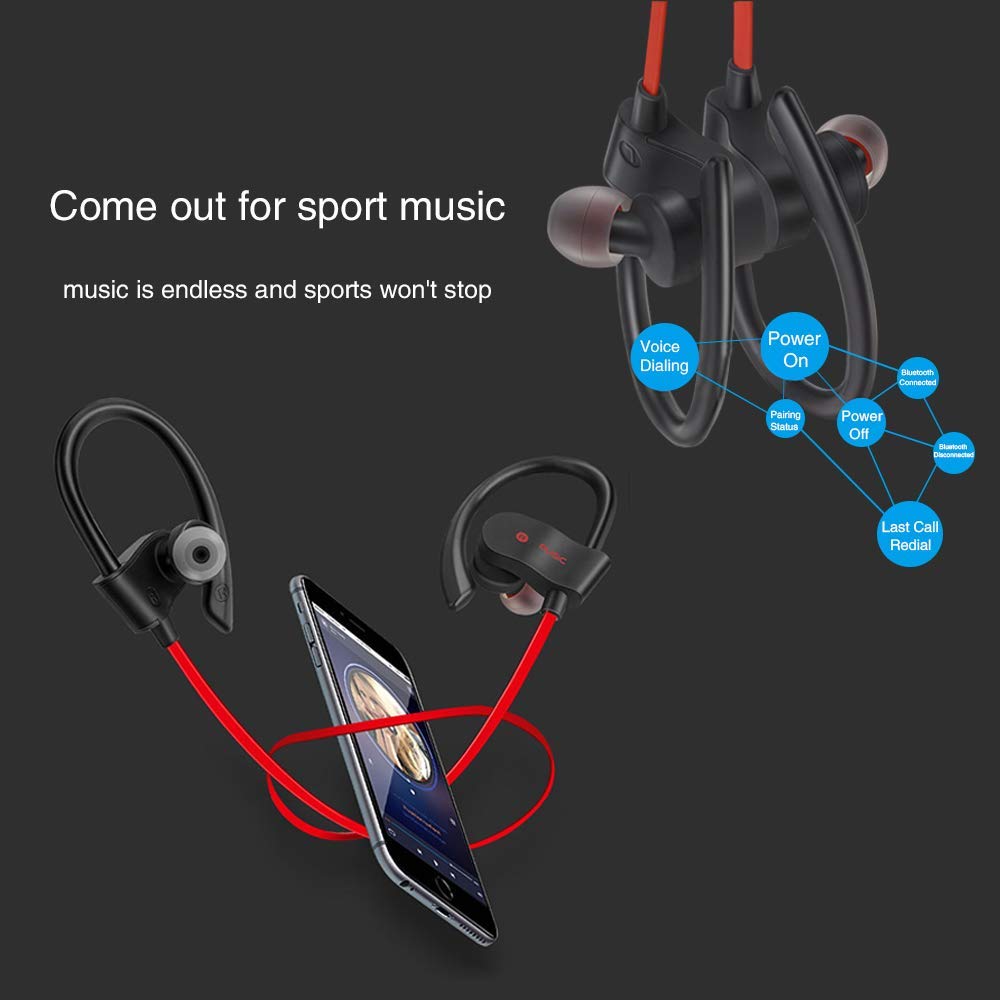 Come out for sport music
music is endless and sports won't stop
Voice
Dialing
Power
On
Bluetooth
Connected
Pairing
Status
Power
Off
Bluetooth
Disconnected
Last Call
Redial